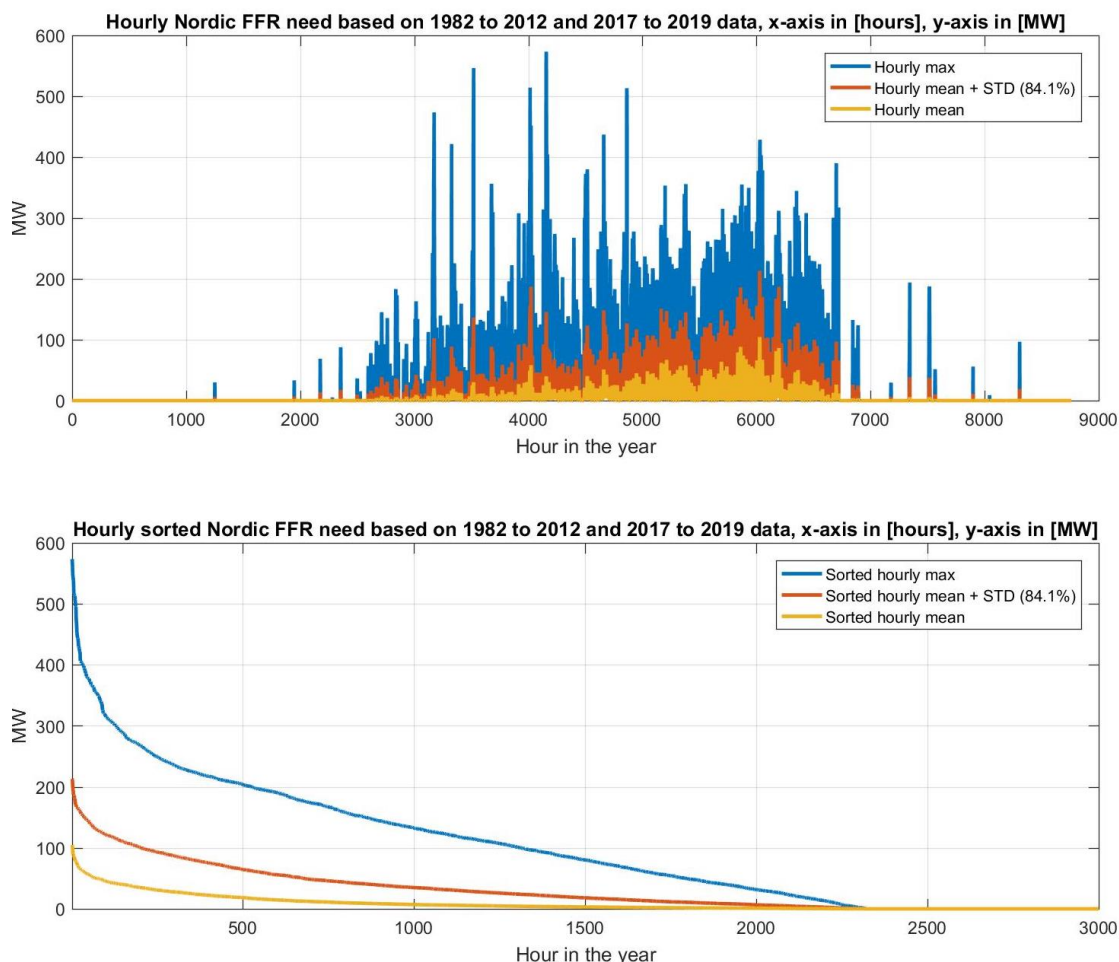 Hourly Nordic FFR need based on 1982 to 2012 and 2017 to 2019 data, x-axis in [hours], y-axis in [MW]
600
500
400
300
200
100
0
MW
Hourly max
Hourly mean + STD (84.1%)
Hourly mean
0 1000 2000 3000 4000 5000 6000 7000 8000 9000
Hour in the year
Hourly sorted Nordic FFR need based on 1982 to 2012 and 2017 to 2019 data, x-axis in [hours], y-axis in [MW]
600
500
400
300
200
100
0
MW
Sorted hourly max
Sorted hourly mean + STD (84.1%)
Sorted hourly mean
500 1000 1500 2000 2500 3000
Hour in the year